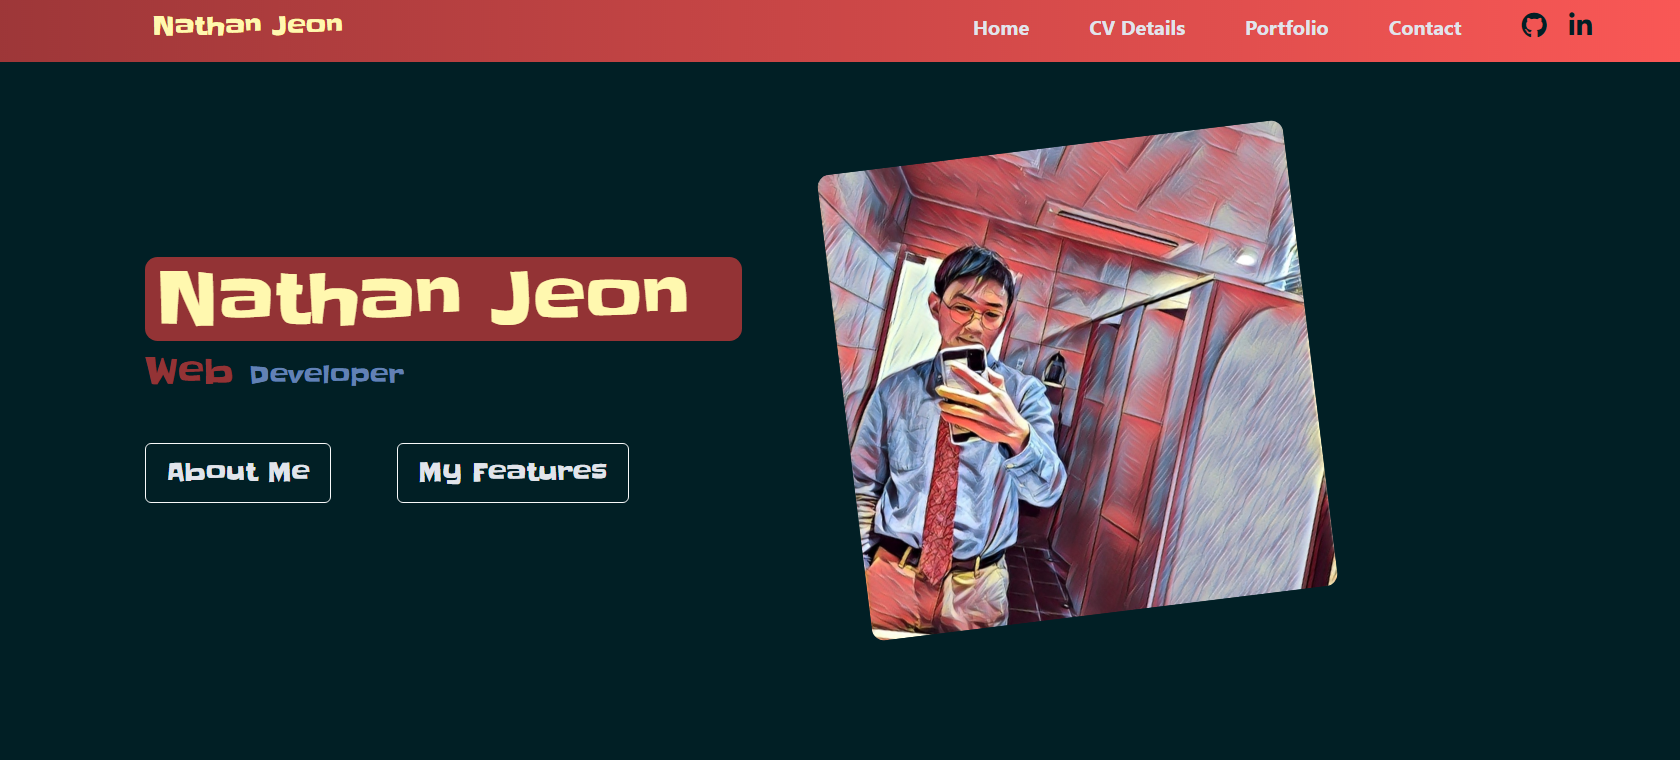 Nathan Jeon
Home CV Details Portfolio Contact in
Nathan Jeon
Web Developer
About Me My Features